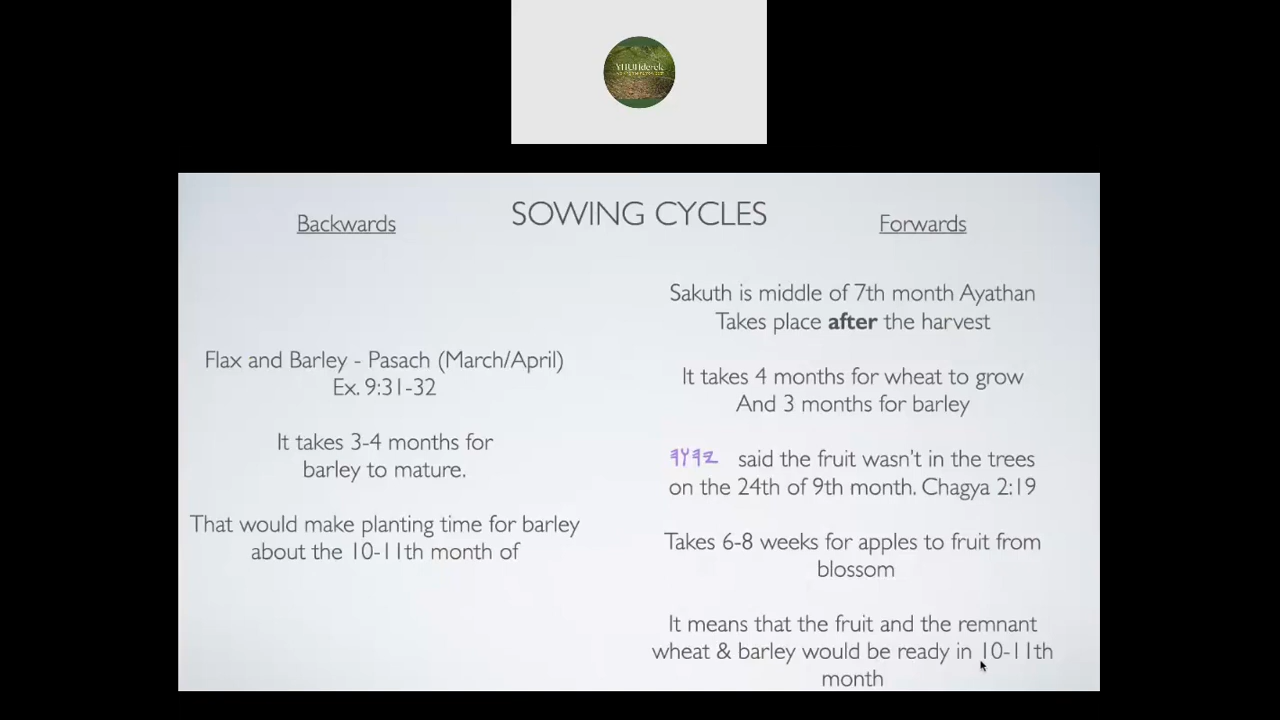 YHUHderek
SOWING CYCLES
Backwards
Flax and Barley - Pasach (March/April)
Ex. 9:31-32
It takes 3-4 months for
barley to mature.
That would make planting time for barley
about the 10-11th month of
Forwards
Sakuth is middle of 7th month Ayathan
Takes place after the harvest
It takes 4 months for wheat to grow
And 3 months for barley
𐤉𐤄𐤅𐤄 said the fruit wasn't in the trees
on the 24th of 9th month. Chagya 2:19
Takes 6-8 weeks for apples to fruit from
blossom
It means that the fruit and the remnant
wheat & barley would be ready in 10-11th
month